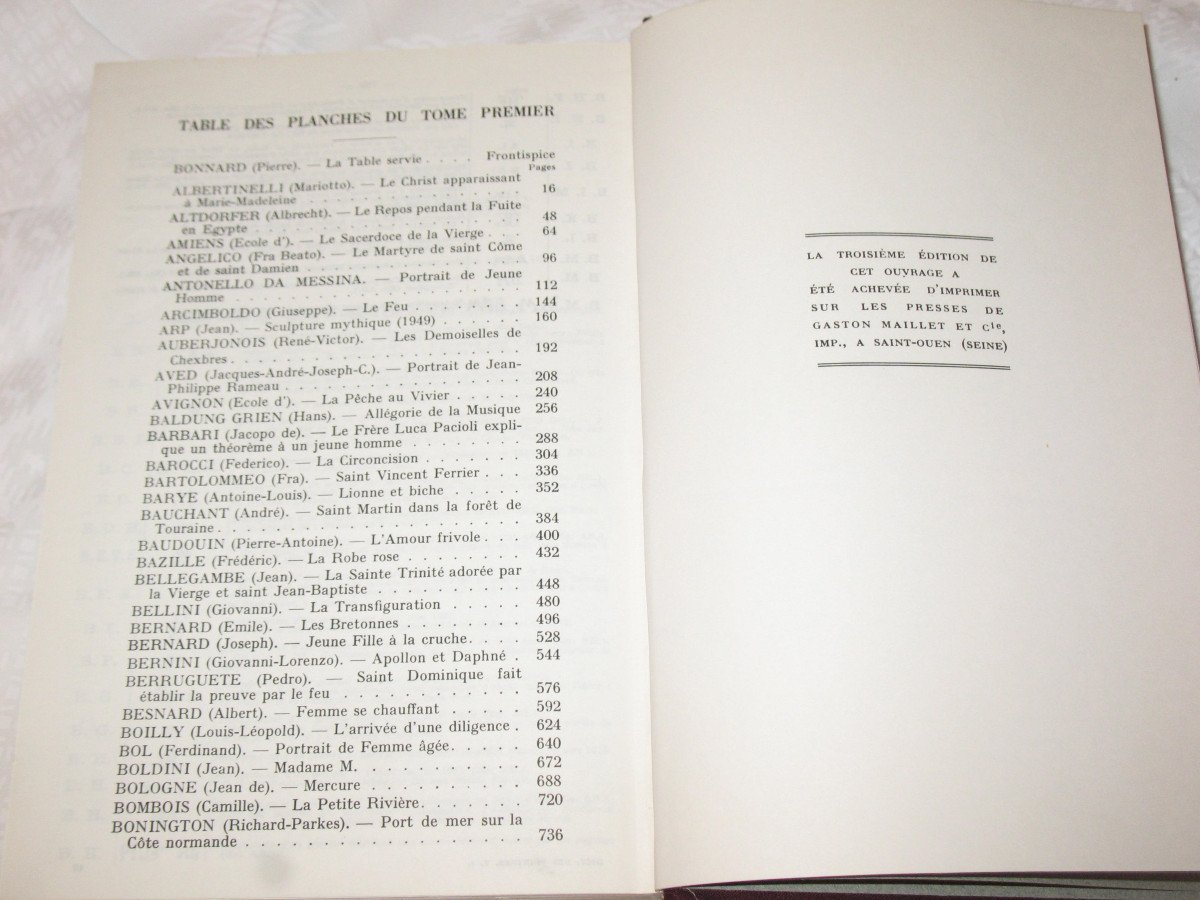 TABLE DES PLANCHES DU TOME PREMIER
BONNARD (Pierre). — La Table servie . . . . Frontispice
Pages
ALBERTINELLI (Mariotto). — Le Christ apparaissant
à Marie-Madeleine . . . . . . . . . . . . . 16
ALTDORFER (Albrecht). — Le Repos pendant la Fuite
en Egypte . . . . . . . . . . . . . . . . 48
AMIENS (Ecole d'). — Le Sacerdoce de la Vierge . . . 64
ANGELICO (Fra Beato). — Le Martyre de saint Côme
et de saint Damien . . . . . . . . . . . . . 96
ANTONELLO DA MESSINA. — Portrait de Jeune
Homme . . . . . . . . . . . . . . . . . 112
ARCIMBOLDO (Giuseppe). — Le Feu . . . . . . . 144
ARP (Jean). — Sculpture mythique (1949) . . . . . 160
AUBERJONOIS (René-Victor). — Les Demoiselles de
Chexbres . . . . . . . . . . . . . . . . . 192
AVED (Jacques-André-Joseph-C.). — Portrait de Jean-
Philippe Rameau . . . . . . . . . . . . . . 208
AVIGNON (Ecole d'). — La Pêche au Vivier . . . . . 240
BALDUNG GRIEN (Hans). — Allégorie de la Musique 256
BARBARI (Jacopo de). — Le Frère Luca Pacioli expli-
que un théorème à un jeune homme . . . . . . . . 288
BAROCCI (Federico). — La Circoncision . . . . . . . 304
BARTOLOMMEO (Fra). — Saint Vincent Ferrier . . . 336
BARYE (Antoine-Louis). — Lionne et biche . . . . . 352
BAUCHANT (André). — Saint Martin dans la forêt de
Touraine . . . . . . . . . . . . . . . . . . 384
BAUDOUIN (Pierre-Antoine). — L'Amour frivole . . . 400
BAZILLE (Frédéric). — La Robe rose . . . . . . . . 432
BELLEGAMBE (Jean). — La Sainte Trinité adorée par
la Vierge et saint Jean-Baptiste . . . . . . . . . . 448
BELLINI (Giovanni). — La Transfiguration . . . . . 480
BERNARD (Emile). — Les Bretonnes . . . . . . . . 496
BERNARD (Joseph). — Jeune Fille à la cruche . . . . 528
BERNINI (Giovanni-Lorenzo). — Apollon et Daphné . 544
BERRUGUETE (Pedro). — Saint Dominique fait
établir la preuve par le feu . . . . . . . . . . . . 576
BESNARD (Albert). — Femme se chauffant . . . . . 592
BOILLY (Louis-Léopold). — L'arrivée d'une diligence . 624
BOL (Ferdinand). — Portrait de Femme âgée . . . . . 640
BOLDINI (Jean). — Madame M. . . . . . . . . . . 672
BOLOGNE (Jean de). — Mercure . . . . . . . . . . 688
BOMBOIS (Camille). — La Petite Rivière . . . . . . . 720
BONINGTON (Richard-Parkes). — Port de mer sur la
Côte normande . . . . . . . . . . . . . . . . . . 736
LA TROISIÈME ÉDITION DE
CET OUVRAGE A
ÉTÉ ACHEVÉE D'IMPRIMER
SUR LES PRESSES DE
GASTON MAILLET ET Cie,
IMP., A SAINT-OUEN (SEINE)